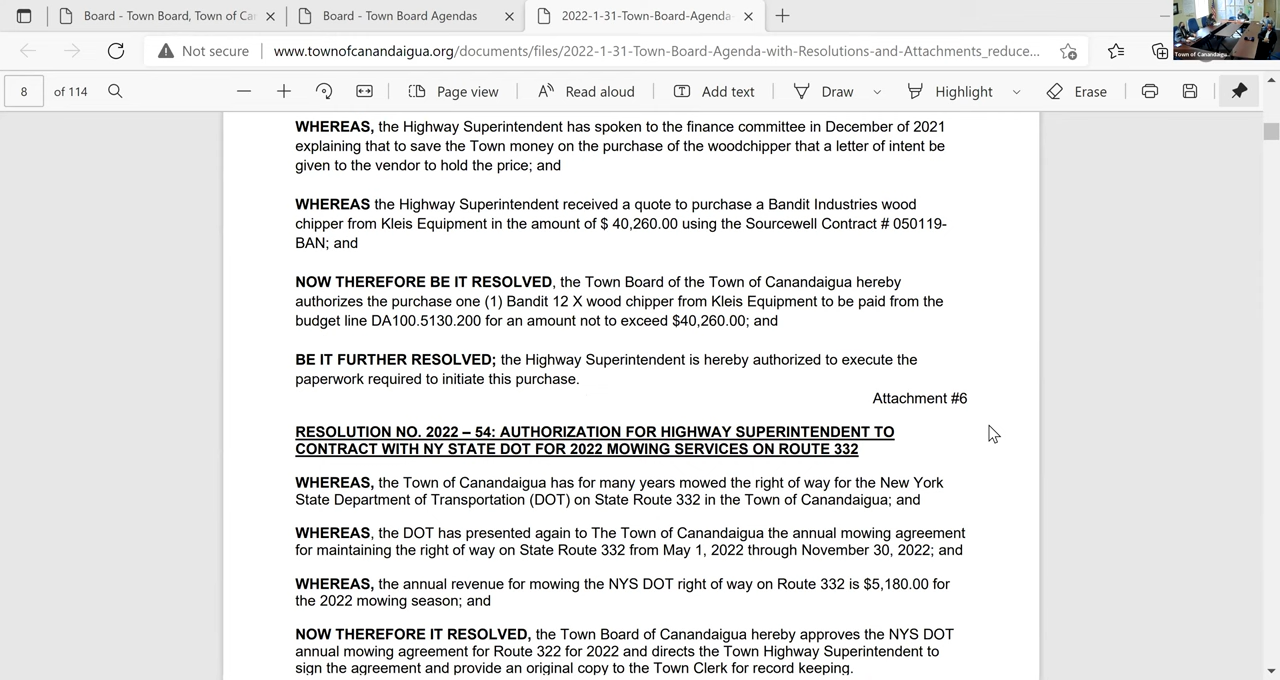 Board - Town Board, Town of Ca
Board - Town Board Agendas
2022-1-31-Town-Board-Agenda-
Not secure
www.townofcanandaigua.org/documents/files/2022-1-31-Town-Board-Agenda-with-Resolutions-and-Attachments_reduce...
8 of 114
Page view
Read aloud
Add text
Draw
Highlight
Erase
Town of Canandaigu...
WHEREAS, the Highway Superintendent has spoken to the finance committee in December of 2021
explaining that to save the Town money on the purchase of the woodchipper that a letter of intent be
given to the vendor to hold the price; and
WHEREAS the Highway Superintendent received a quote to purchase a Bandit Industries wood
chipper from Kleis Equipment in the amount of $ 40,260.00 using the Sourcewell Contract # 050119-
BAN; and
NOW THEREFORE BE IT RESOLVED, the Town Board of the Town of Canandaigua hereby
authorizes the purchase one (1) Bandit 12 X wood chipper from Kleis Equipment to be paid from the
budget line DA100.5130.200 for an amount not to exceed $40,260.00; and
BE IT FURTHER RESOLVED; the Highway Superintendent is hereby authorized to execute the
paperwork required to initiate this purchase.
Attachment #6
RESOLUTION NO. 2022 – 54: AUTHORIZATION FOR HIGHWAY SUPERINTENDENT TO
CONTRACT WITH NY STATE DOT FOR 2022 MOWING SERVICES ON ROUTE 332
WHEREAS, the Town of Canandaigua has for many years mowed the right of way for the New York
State Department of Transportation (DOT) on State Route 332 in the Town of Canandaigua; and
WHEREAS, the DOT has presented again to The Town of Canandaigua the annual mowing agreement
for maintaining the right of way on State Route 332 from May 1, 2022 through November 30, 2022; and
WHEREAS, the annual revenue for mowing the NYS DOT right of way on Route 332 is $5,180.00 for
the 2022 mowing season; and
NOW THEREFORE IT RESOLVED, the Town Board of Canandaigua hereby approves the NYS DOT
annual mowing agreement for Route 322 for 2022 and directs the Town Highway Superintendent to
sign the agreement and provide an original copy to the Town Clerk for record keeping.